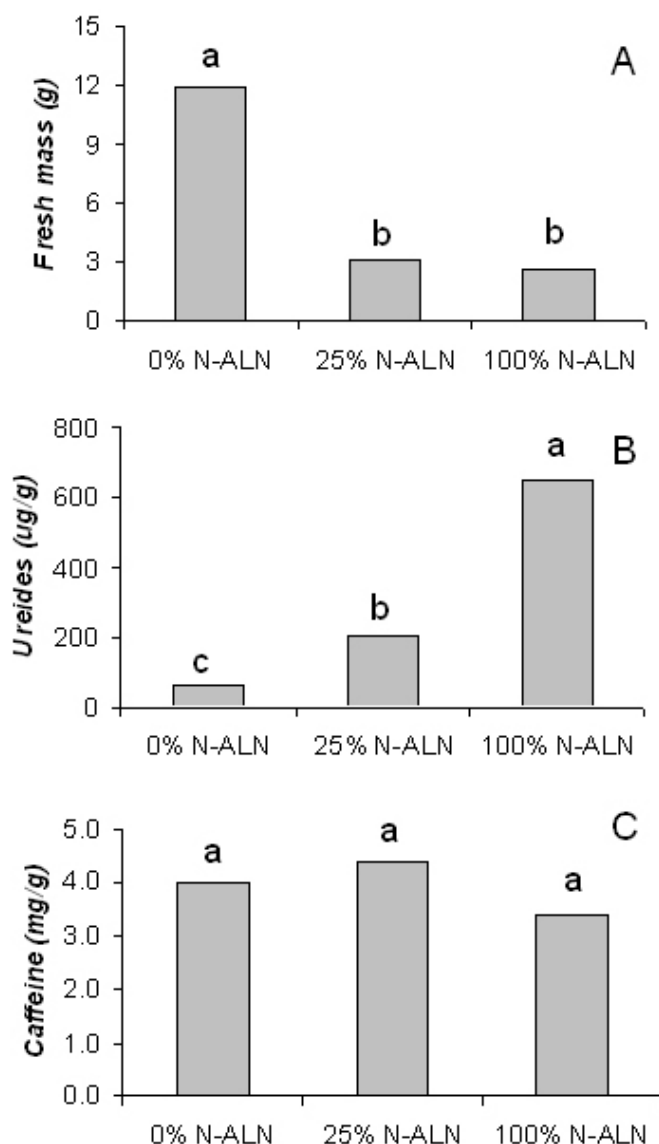 15
12
9
6
3
0
Fresh mass (g)
a
b
b
A
0% N-ALN 25% N-ALN 100% N-ALN
800
600
400
200
0
Ureides (ug/g)
c
b
a
B
0% N-ALN 25% N-ALN 100% N-ALN
5.0
4.0
3.0
2.0
1.0
0.0
Caffeine (mg/g)
a
a
a
C
0% N-ALN 25% N-ALN 100% N-ALN